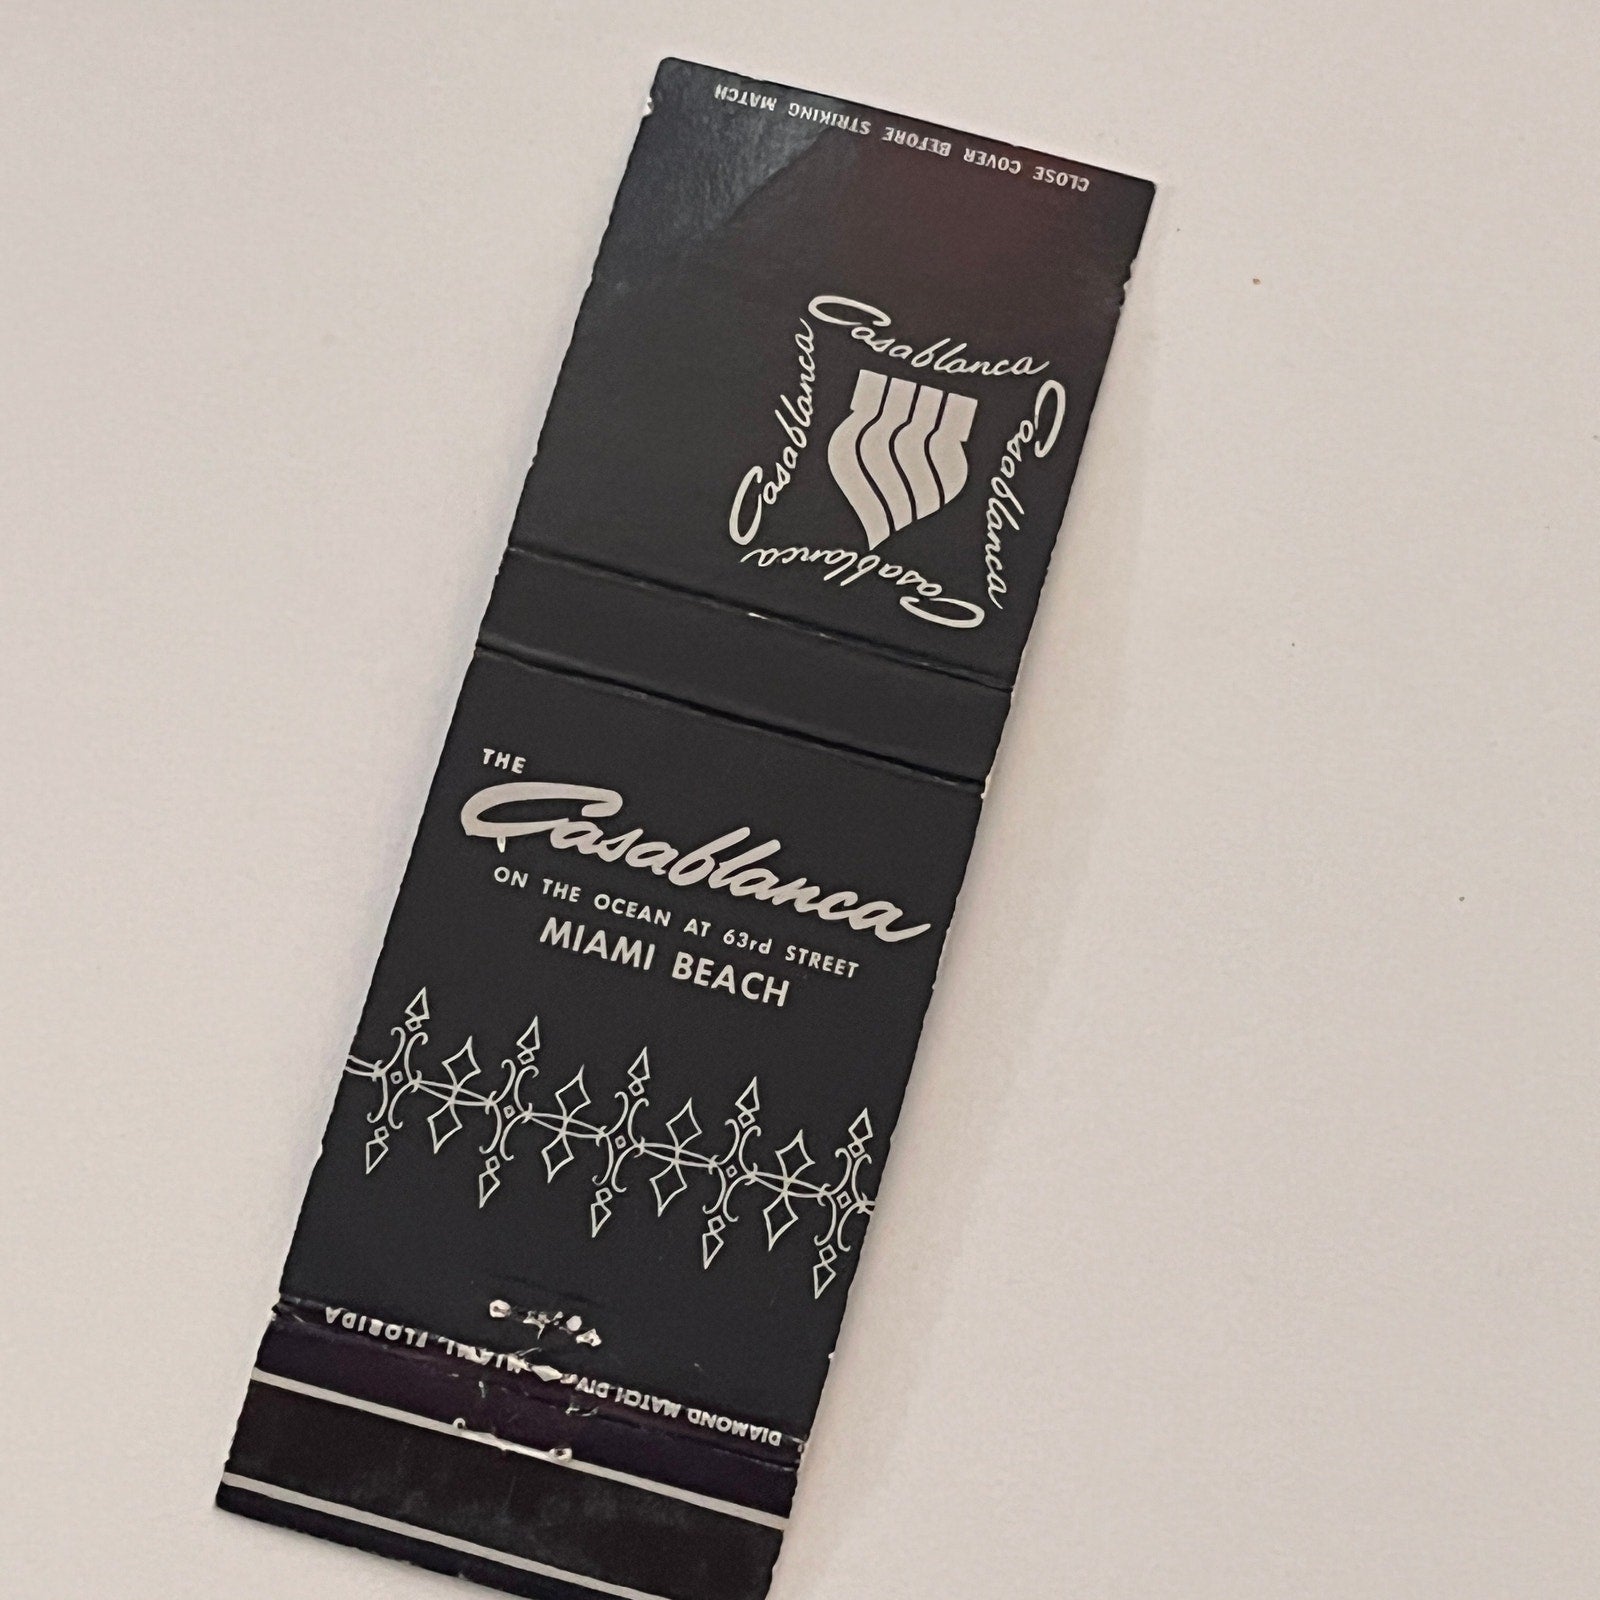 CLOSE COVER BEFORE STRIKING MATCH
Casablanca
Casablanca
Casablanca
Casablanca
THE
Casablanca
ON THE OCEAN AT 63rd STREET
MIAMI BEACH
DIAMOND MATCH DIV. MIAMI, FLORIDA